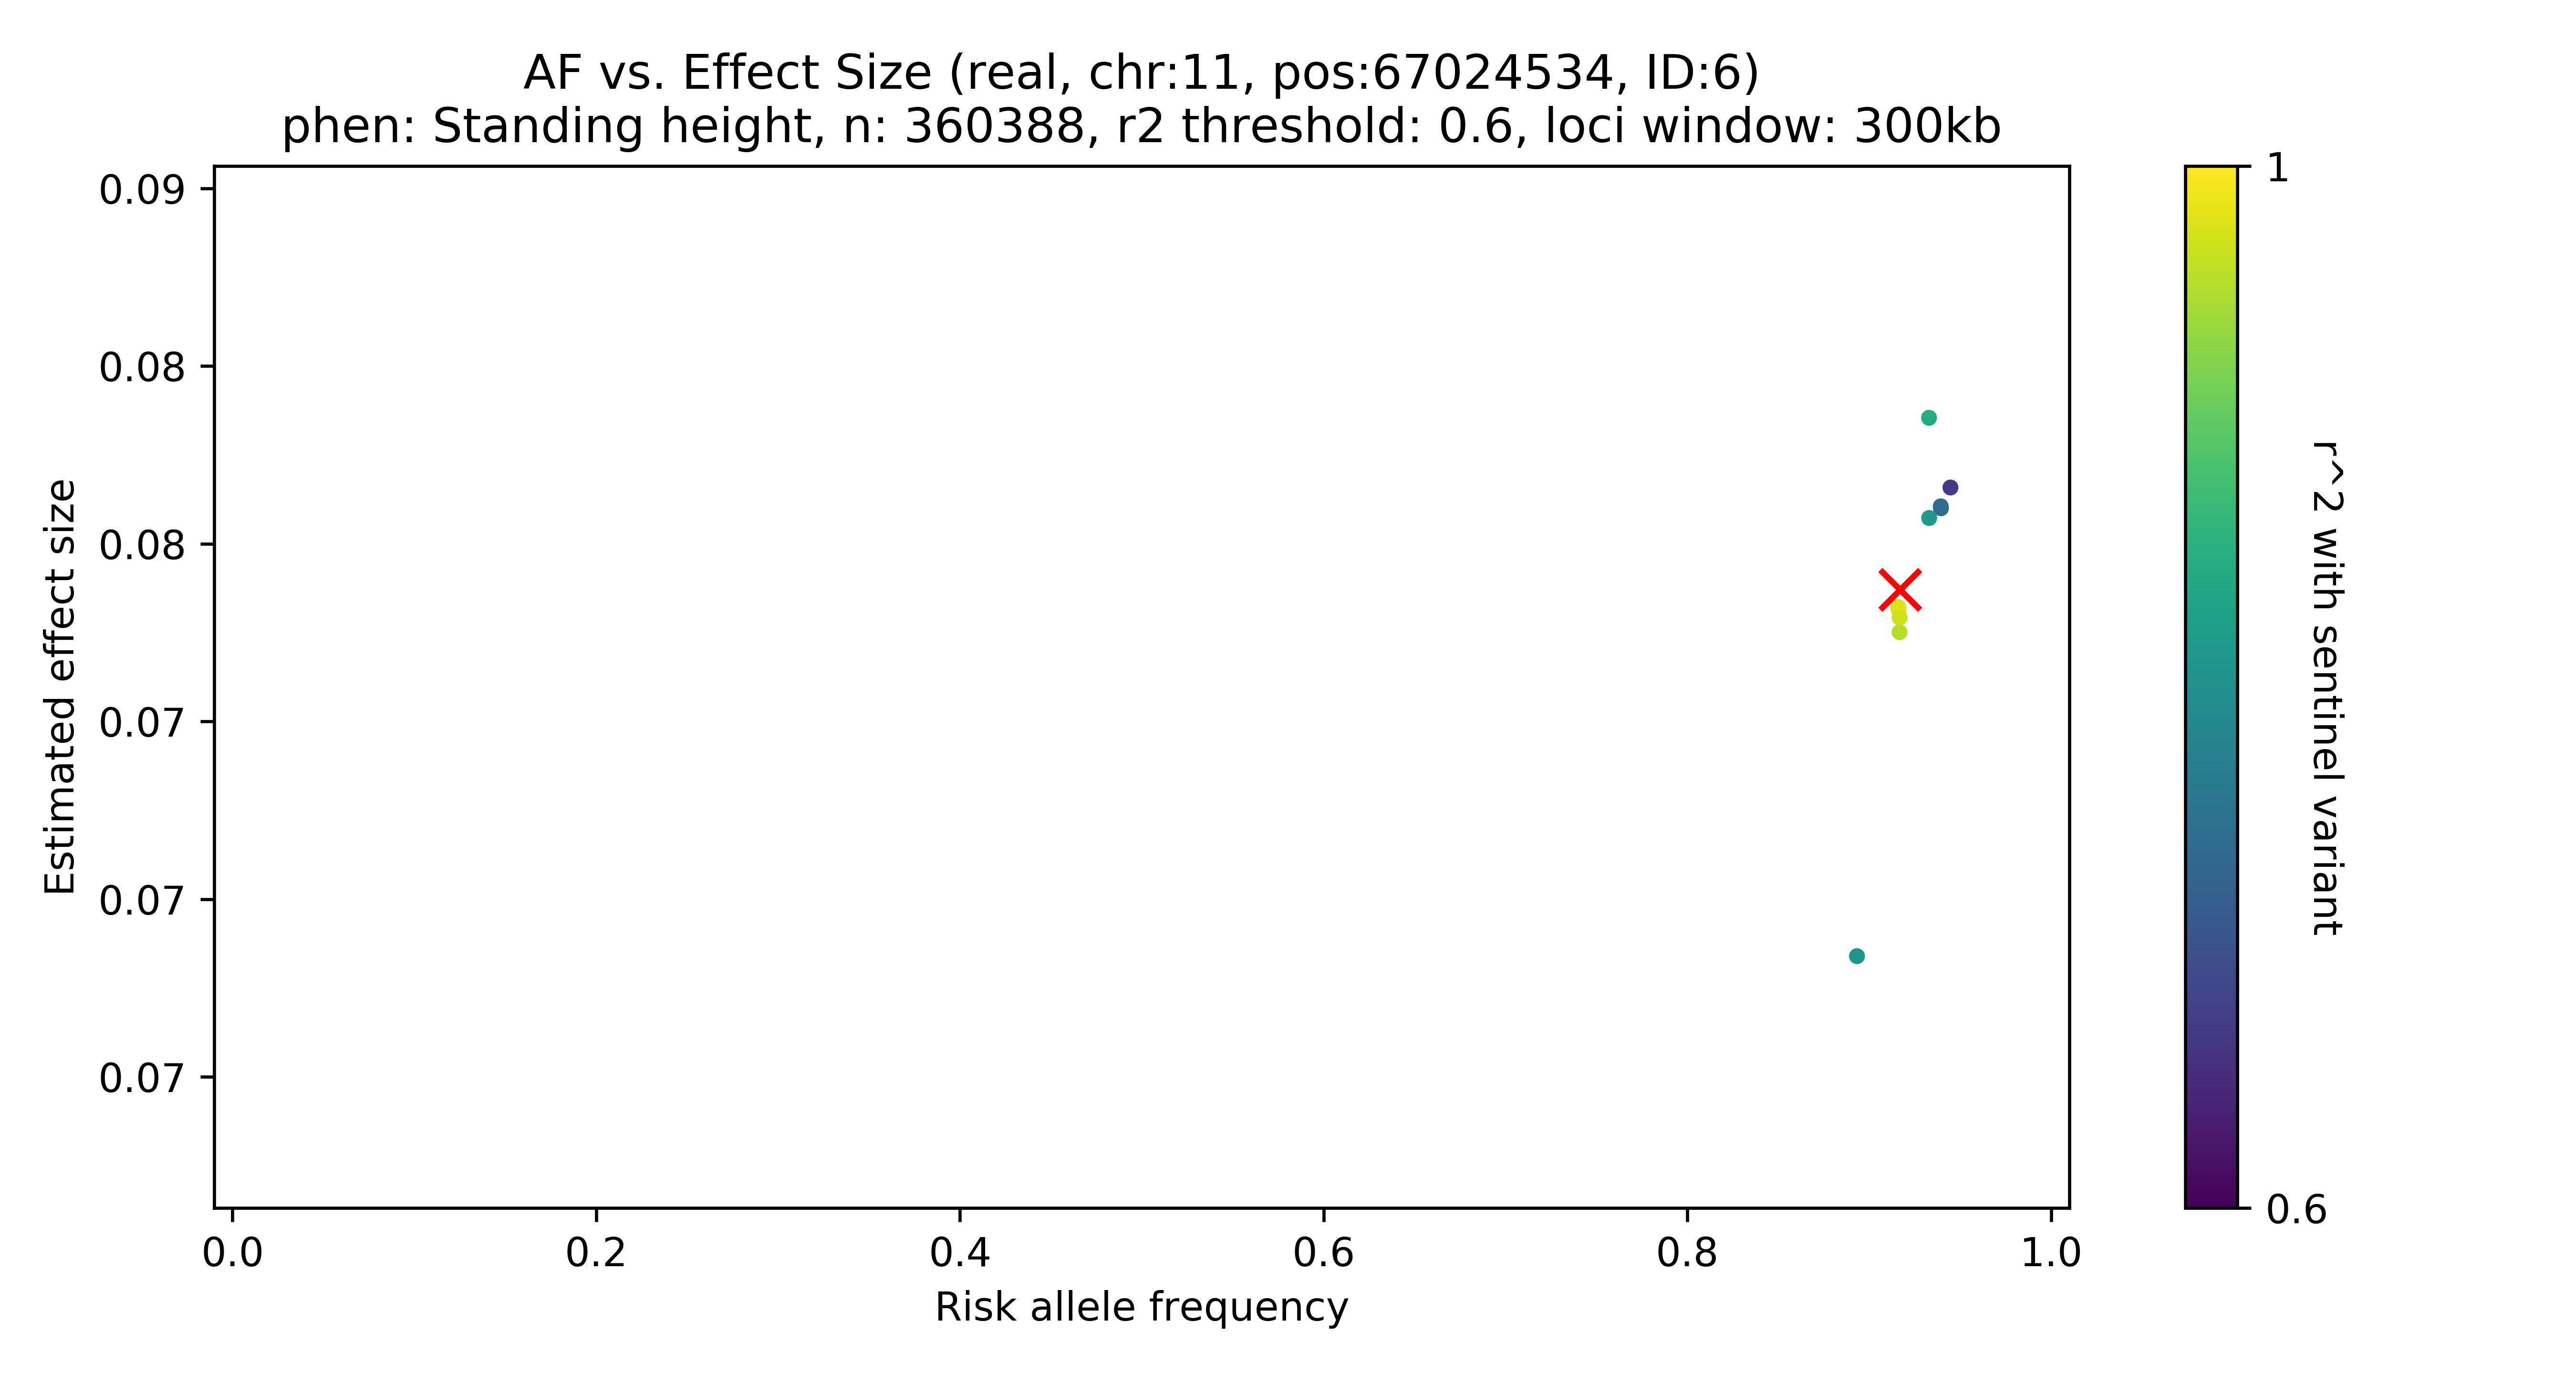 AF vs. Effect Size (real, chr:11, pos:67024534, ID:6)
phen: Standing height, n: 360388, r2 threshold: 0.6, loci window: 300kb
0.09
0.08
0.08
0.07
0.07
0.07
Estimated effect size
0.0
0.2
0.4
0.6
0.8
1.0
Risk allele frequency
1
0.6
r^2 with sentinel variant